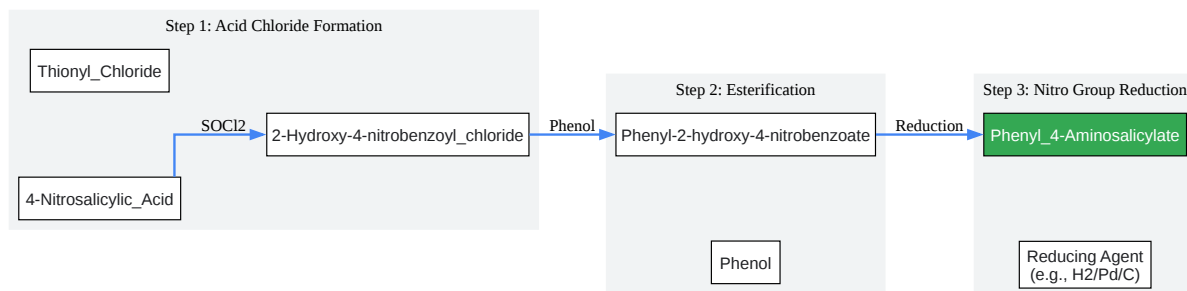 Step 1: Acid Chloride Formation
Thionyl_Chloride
SOCl2
4-Nitrosalicylic_Acid
2-Hydroxy-4-nitrobenzoyl_chloride
Phenol
Step 2: Esterification
Phenyl-2-hydroxy-4-nitrobenzoate
Phenol
Reduction
Step 3: Nitro Group Reduction
Phenyl_4-Aminosalicylate
Reducing Agent
(e.g., H2/Pd/C)